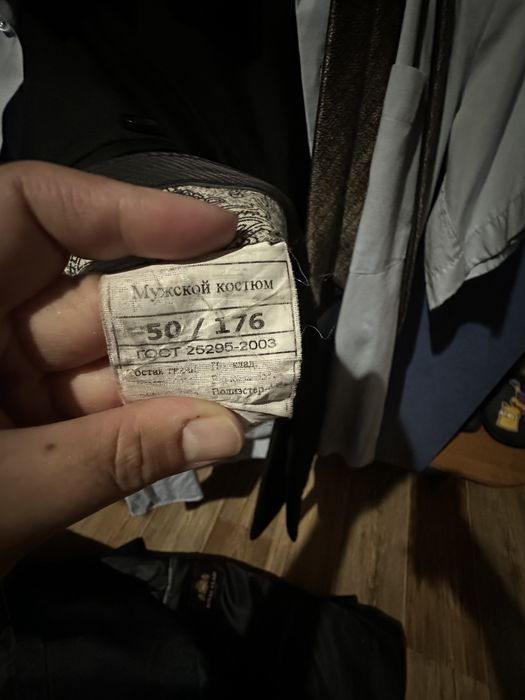 Мужской костюм
50 / 176
ГОСТ 25295-2003
Полиэстер